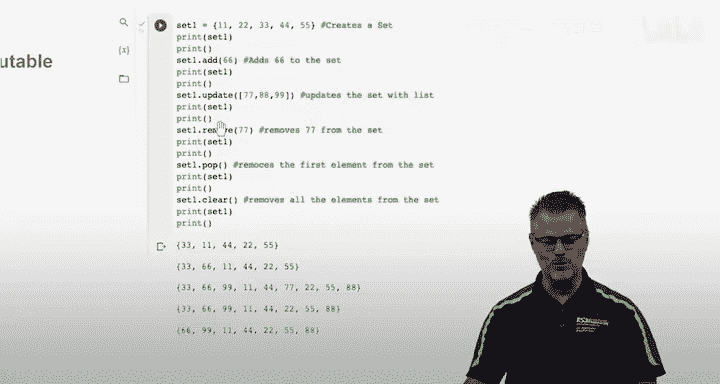 utable
set1 = {11, 22, 33, 44, 55} #Creates a Set
print(set1)
print()
set1.add(66) #Adds 66 to the set
print(set1)
print()
set1.update([77,88,99]) #updates the set with list
print(set1)
print()
set1.remove(77) #removes 77 from the set
print(set1)
print()
set1.pop() #remoces the first element from the set
print(set1)
print()
set1.clear() #removes all the elements from the set
print(set1)
print()
{33, 11, 44, 22, 55}
{33, 66, 11, 44, 22, 55}
{33, 66, 99, 11, 44, 77, 22, 55, 88}
{33, 66, 99, 11, 44, 22, 55, 88}
{66, 99, 11, 44, 22, 55, 88}
{x}